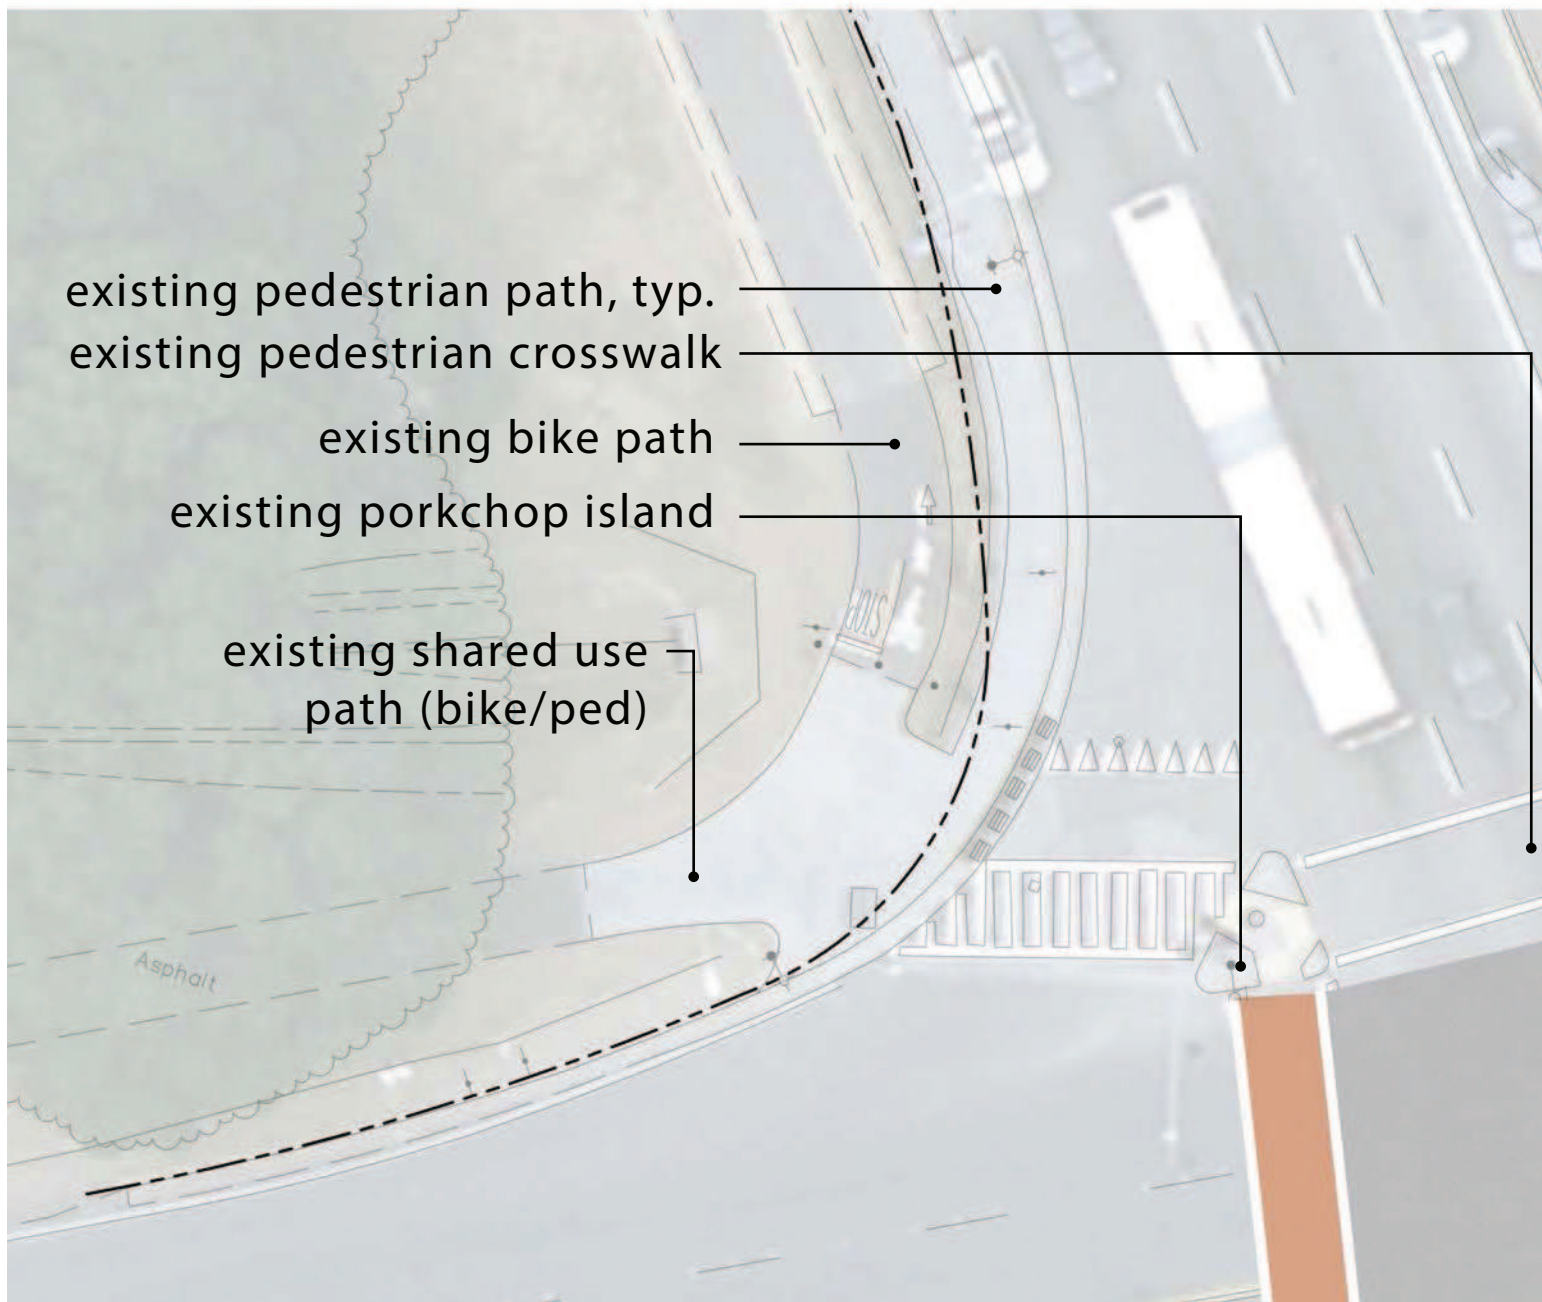 existing pedestrian path, typ.
existing pedestrian crosswalk
existing bike path
existing porkchop island
STOP
existing shared use
path (bike/ped)
Asphalt